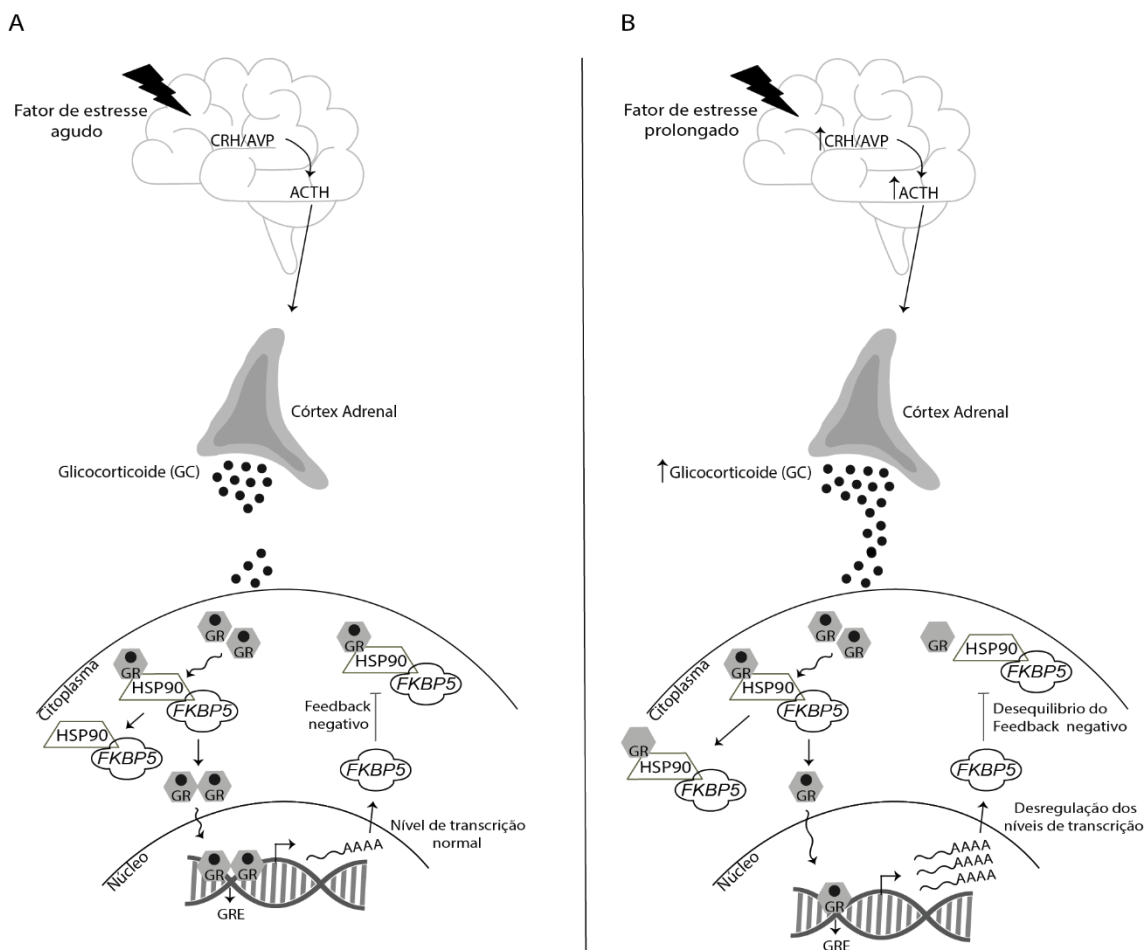 A
Fator de estresse
agudo
CRH/AVP
ACTH
Córtex Adrenal
Glicocorticoide (GC)
Citoplasma
GR
GR
GR
HSP90
FKBP5
HSP90
FKBP5
GR
HSP90
FKBP5
Feedback
negativo
FKBP5
GR
GR
Nível de transcrição
normal
AAAA
Núcleo
GR
GR
GRE
B
Fator de estresse
prolongado
CRH/AVP
ACTH
Córtex Adrenal
Glicocorticoide (GC)
Citoplasma
GR
GR
GR
HSP90
FKBP5
GR
HSP90
FKBP5
GR
HSP90
FKBP5
Desequilibrio do
Feedback negativo
FKBP5
GR
Desregulação dos
níveis de transcrição
AAAA
AAAA
AAAA
Núcleo
GR
GRE